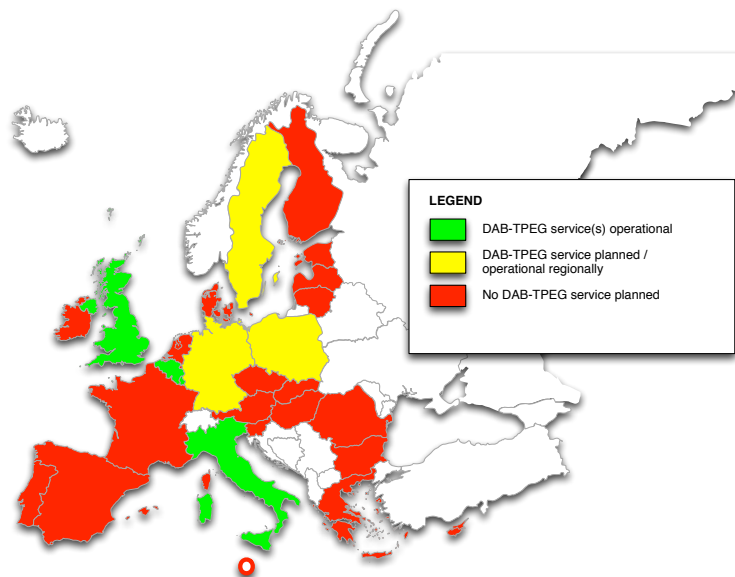 LEGEND
DAB-TPEG service(s) operational
DAB-TPEG service planned /
operational regionally
No DAB-TPEG service planned